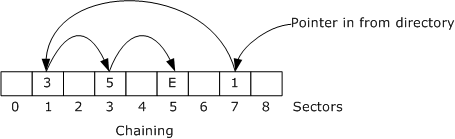 Pointer in from directory
3 5 E 1
0 1 2 3 4 5 6 7 8 Sectors
Chaining